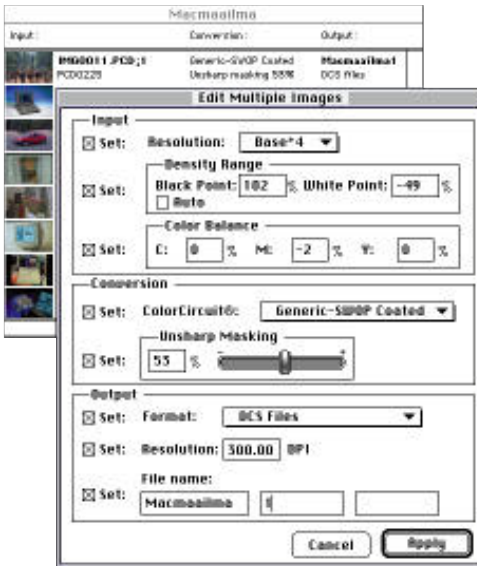 Macmaailma
Input: Conversion: Output:
IMG0011.PCD;1 Generic-SWOP Coated Macmaailma1
PCD0225 Unsharp masking 55% DCS files
Edit Multiple Images
Input
Set: Resolution: Base*4
Density Range
Set: Black Point: 102 % White Point: -49 %
Auto
Color Balance
Set: C: 0 % M: -2 % Y: 0 %
Conversion
Set: ColorCircuit®: Generic-SWOP Coated
Unsharp Masking
Set: 53 % - +
Output
Set: Format: DCS Files
Set: Resolution: 300.00 DPI
File name:
Set: Macmaailma 1
Cancel Apply